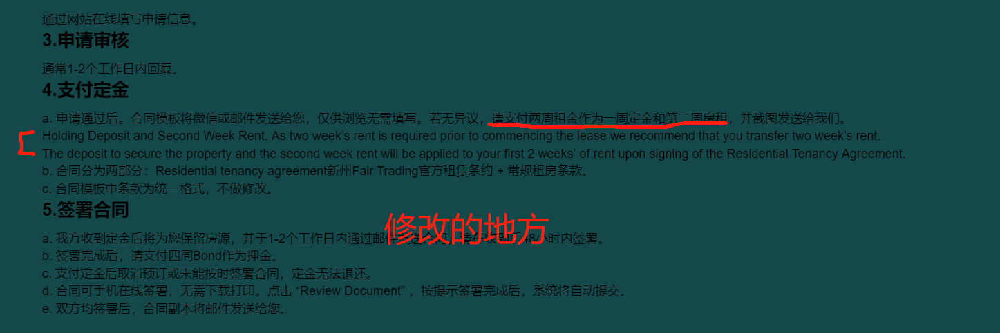 通过网站在线填写申请信息。
3.申请审核
通常1-2个工作日内回复。
4.支付定金
a. 申请通过后。合同模板将微信或邮件发送给您，仅供浏览无需填写。若无异议，请支付两周租金作为一周定金和第二周房租，并截图发送给我们。
Holding Deposit and Second Week Rent. As two week’s rent is required prior to commencing the lease we recommend that you transfer two week’s rent.
The deposit to secure the property and the second week rent will be applied to your first 2 weeks’ of rent upon signing of the Residential Tenancy Agreement.
b. 合同分为两部分：Residential tenancy agreement新州Fair Trading官方租赁条约 + 常规租房条款。
c. 合同模板中条款为统一格式，不做修改。
5.签署合同
修改的地方
a. 我方收到定金后将为您保留房源，并于1-2个工作日内通过邮件发送合同，请在收到后48小时内签署。
b. 签署完成后，请支付四周Bond作为押金。
c. 支付定金后取消预订或未能按时签署合同，定金无法退还。
d. 合同可手机在线签署，无需下载打印。点击 “Review Document” ，按提示签署完成后，系统将自动提交。
e. 双方均签署后，合同副本将邮件发送给您。